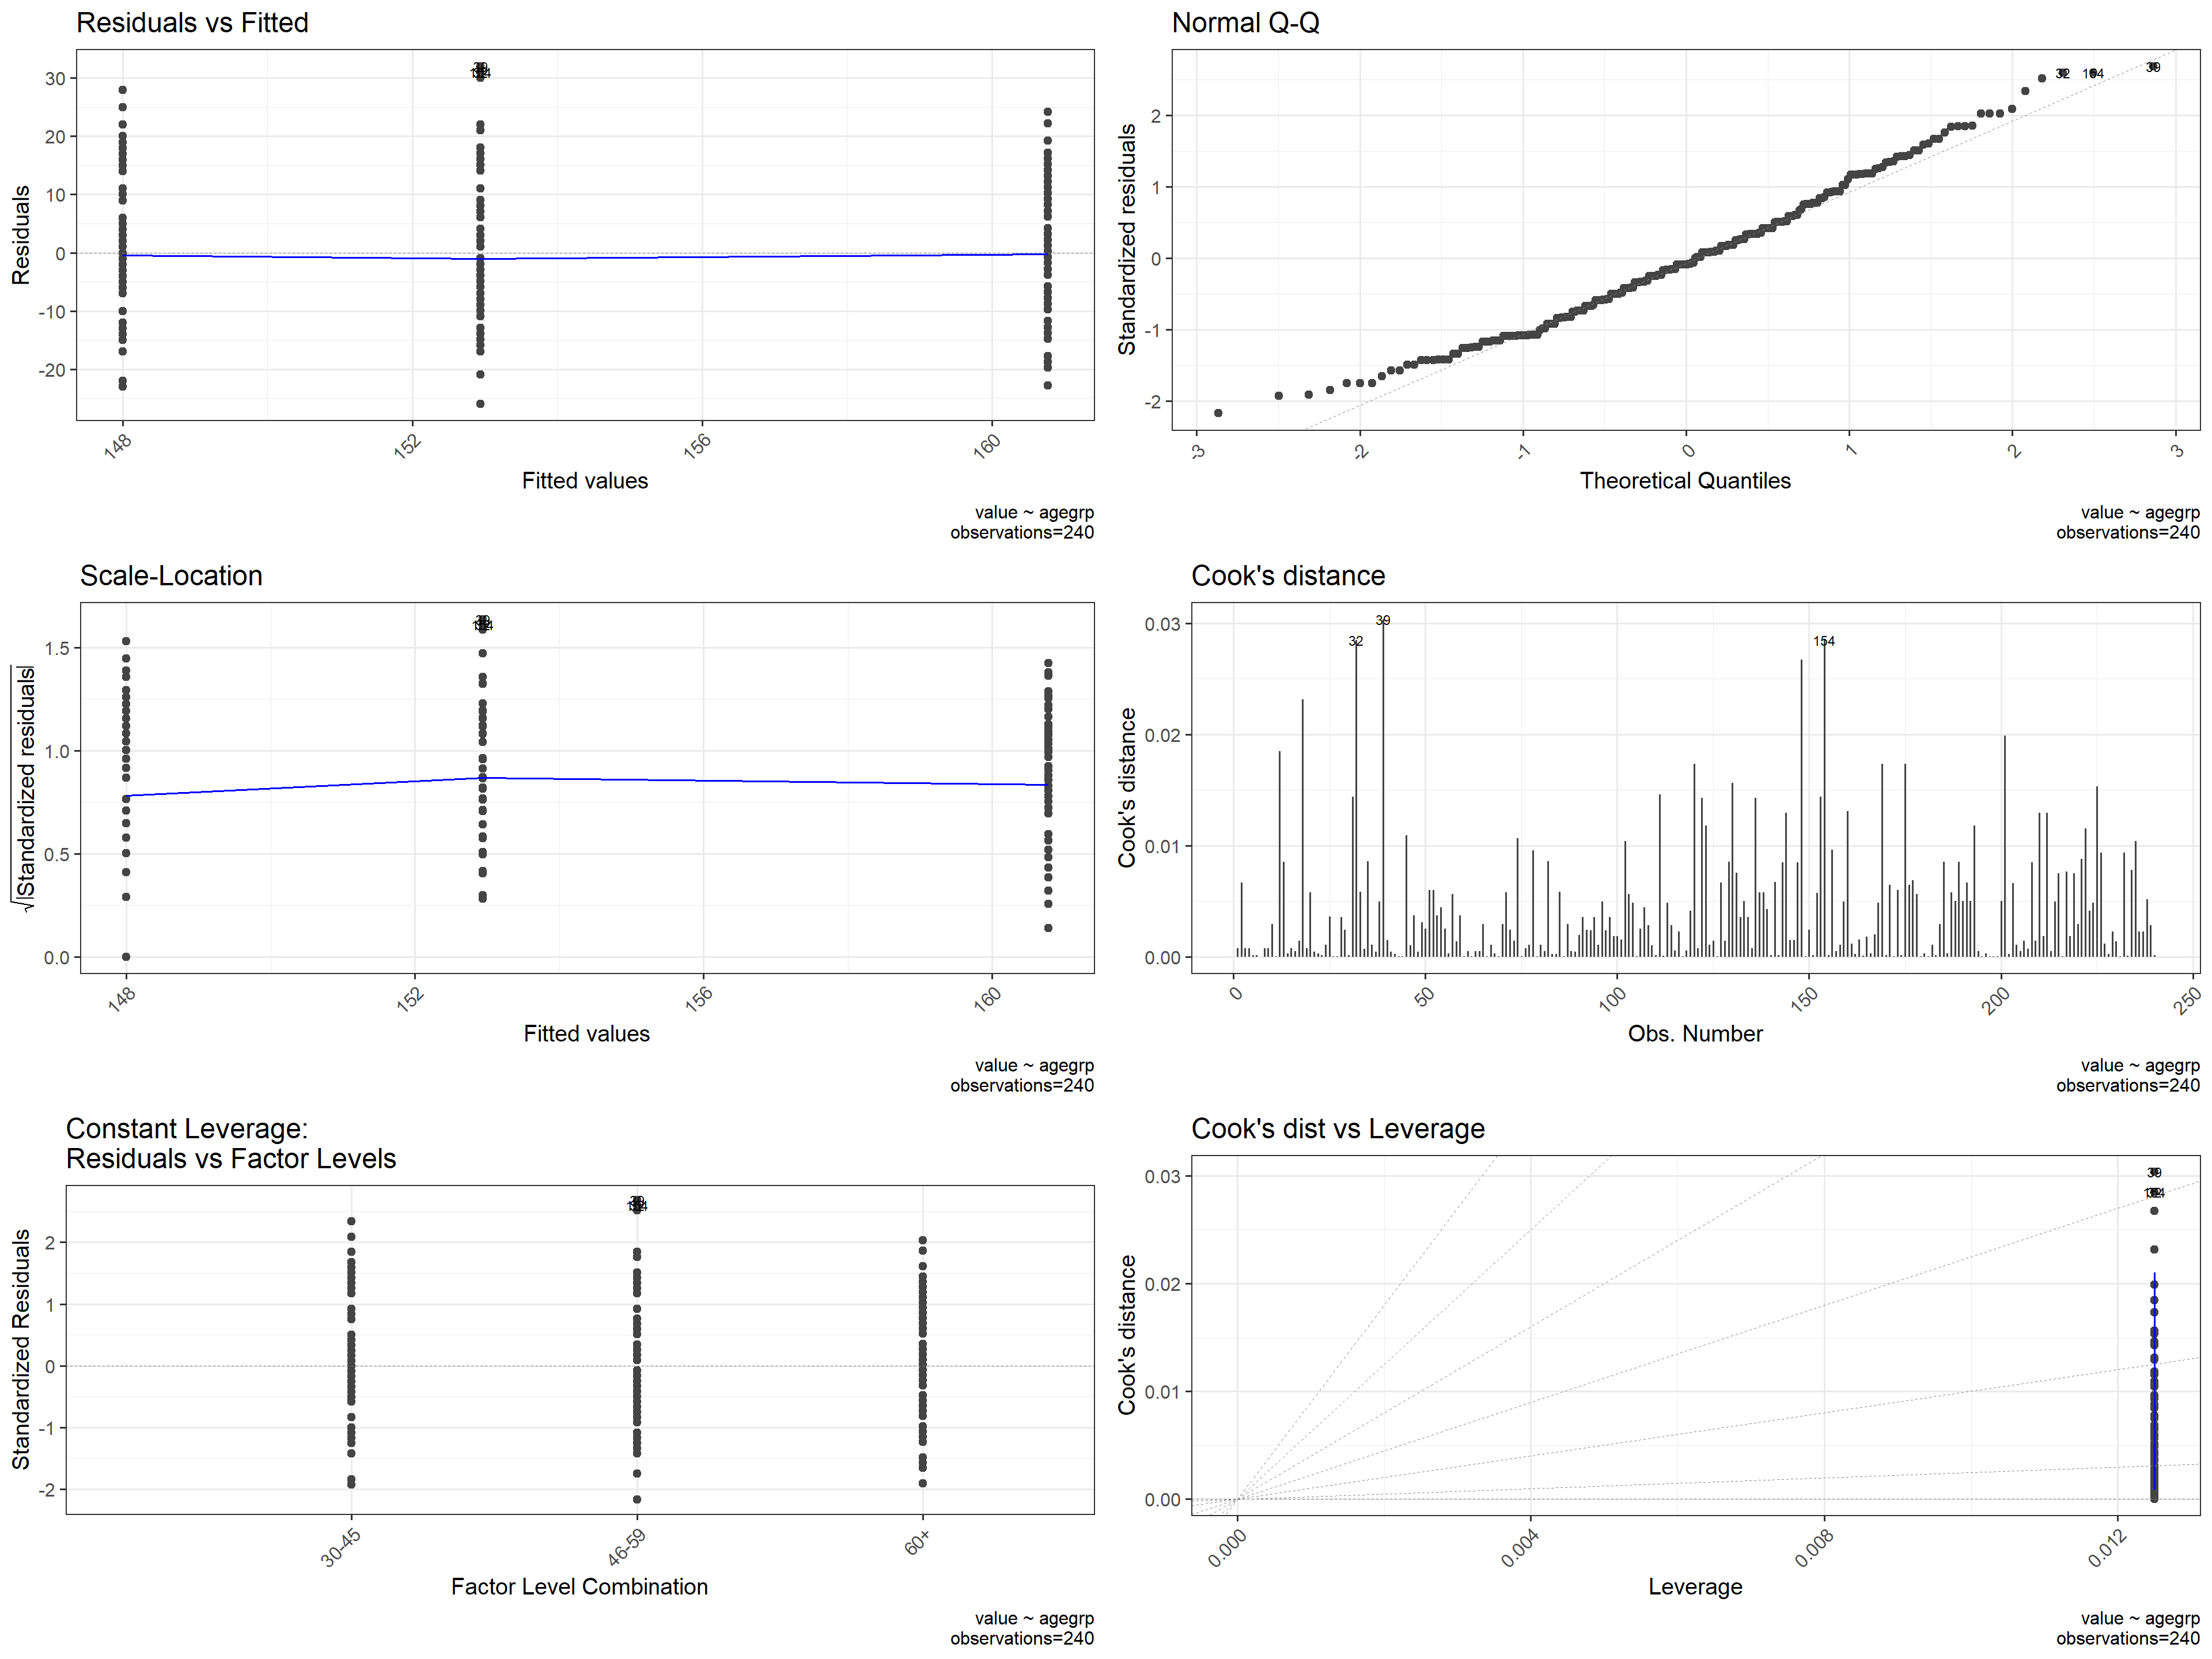 Residuals vs Fitted
Residuals
30
20
10
0
-10
-20
39
148
152
156
160
Fitted values
value ~ agegrp
observations=240
Normal Q-Q
Standardized residuals
2
1
0
-1
-2
32
154
39
-3
-2
-1
0
1
2
3
Theoretical Quantiles
value ~ agegrp
observations=240
Scale-Location
√|Standardized residuals|
1.5
1.0
0.5
0.0
39
148
152
156
160
Fitted values
value ~ agegrp
observations=240
Cook's distance
Cook's distance
0.03
0.02
0.01
0.00
32
39
154
0
50
100
150
200
250
Obs. Number
value ~ agegrp
observations=240
Constant Leverage:
Residuals vs Factor Levels
Standardized Residuals
2
1
0
-1
-2
39
30-45
46-59
60+
Factor Level Combination
value ~ agegrp
observations=240
Cook's dist vs Leverage
Cook's distance
0.03
0.02
0.01
0.00
39
0.000
0.004
0.008
0.012
Leverage
value ~ agegrp
observations=240